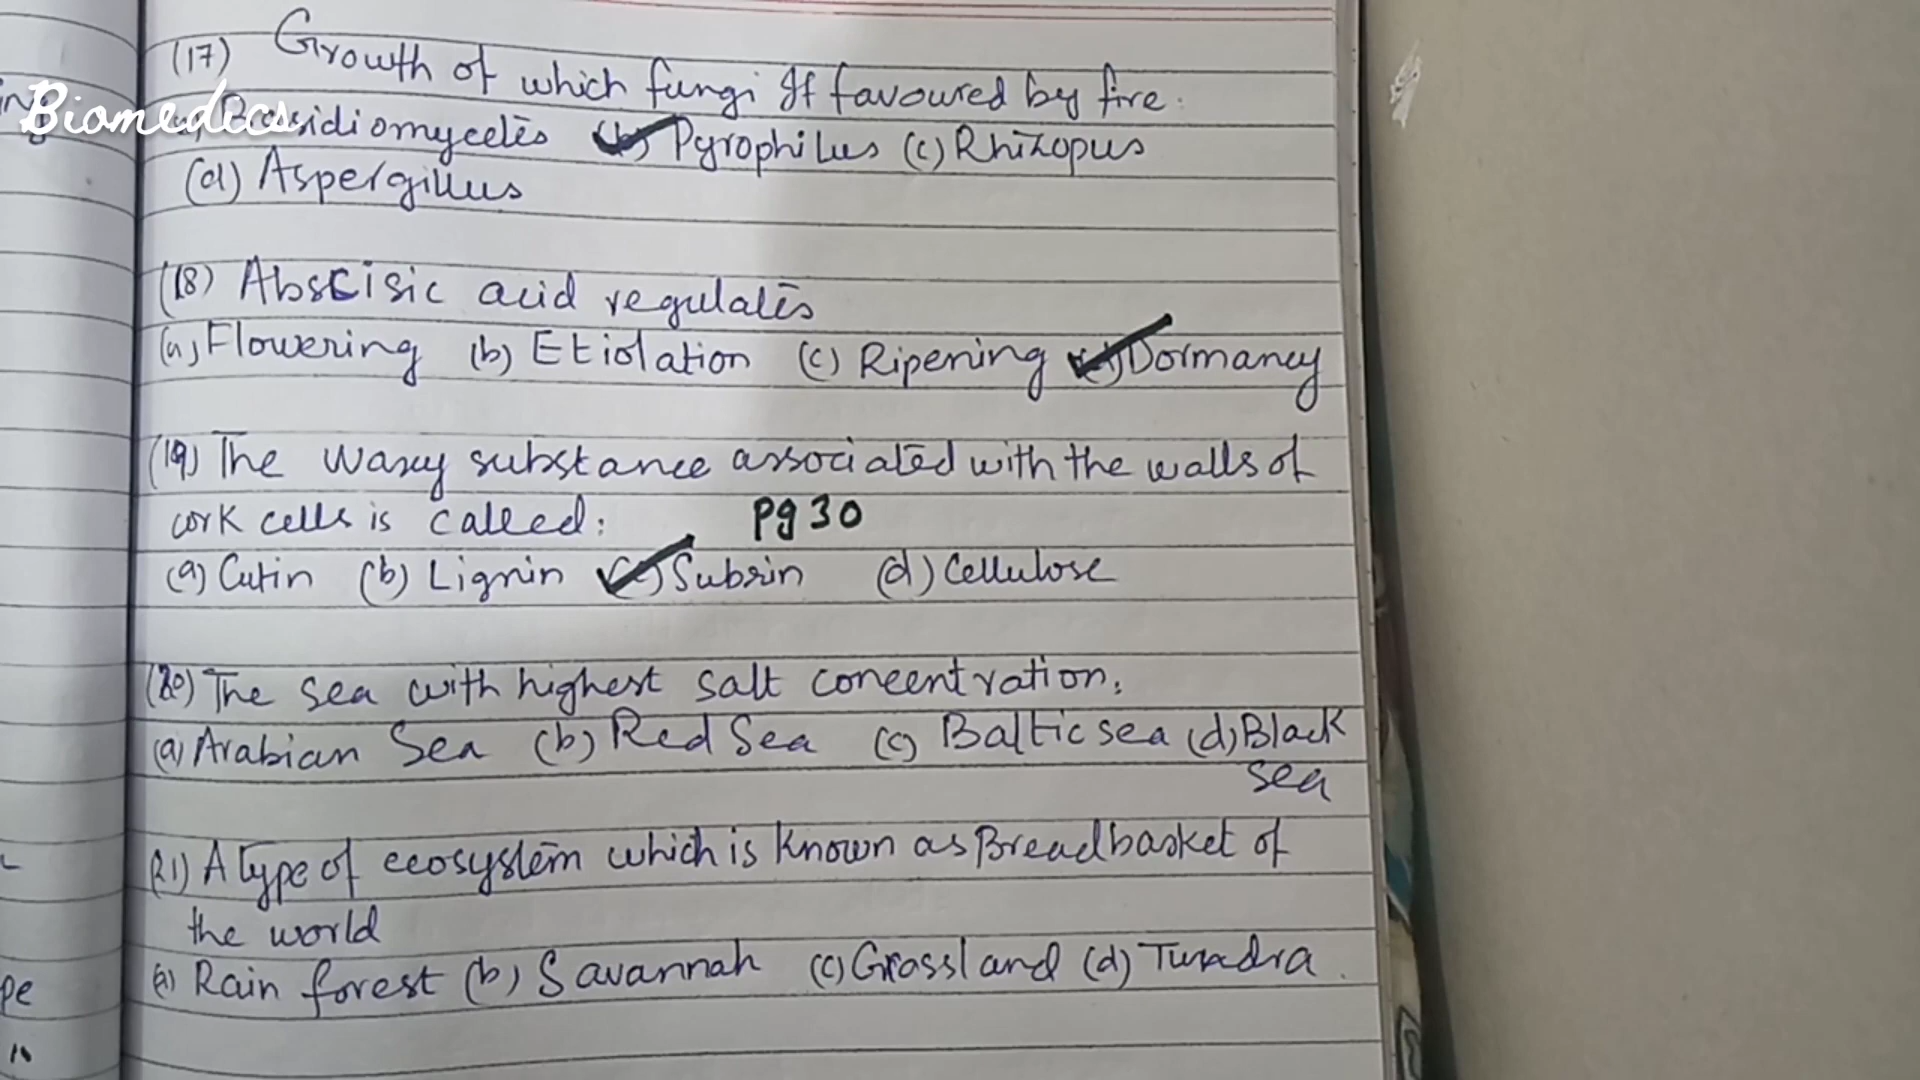 (17) Growth of which fungi If favoured by fire.
Biomedics
Basidiomycetes (b) Pyrophilus (c) Rhizopus
(d) Aspergillus
(18) Abscisic acid regulates
(a) Flowering (b) Etiolation (c) Ripening (d) Dormancy
(19) The waxy substance associated with the walls of
cork cells is called: Pg 30
(a) Cutin (b) Lignin (c) Subrin (d) Cellulose
(20) The sea with highest salt concentration.
(a) Arabian Sea (b) Red Sea (c) Baltic sea (d) Black
sea
(21) A type of ecosystem which is known as Breadbasket of
the world
(a) Rain forest (b) Savannah (c) Grassland (d) Tundra.
pe